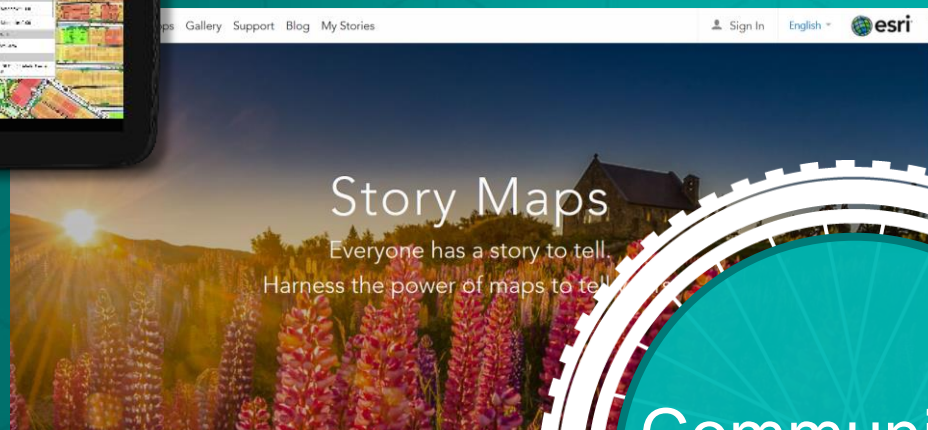 Gallery Support Blog My Stories Sign In English esri
Story Maps
Everyone has a story to tell.
Harness the power of maps to tell